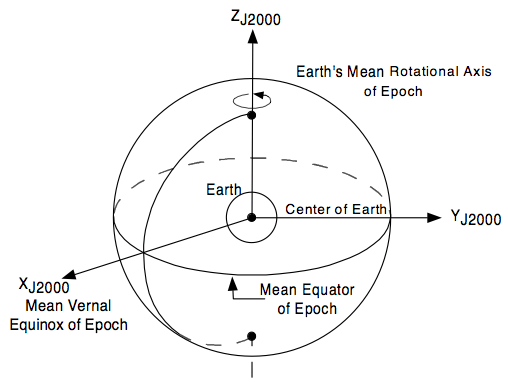 ZJ2000
Earth's Mean Rotational Axis
of Epoch
Earth
Center of Earth
YJ2000
XJ2000
Mean Vernal
Equinox of Epoch
Mean Equator
of Epoch